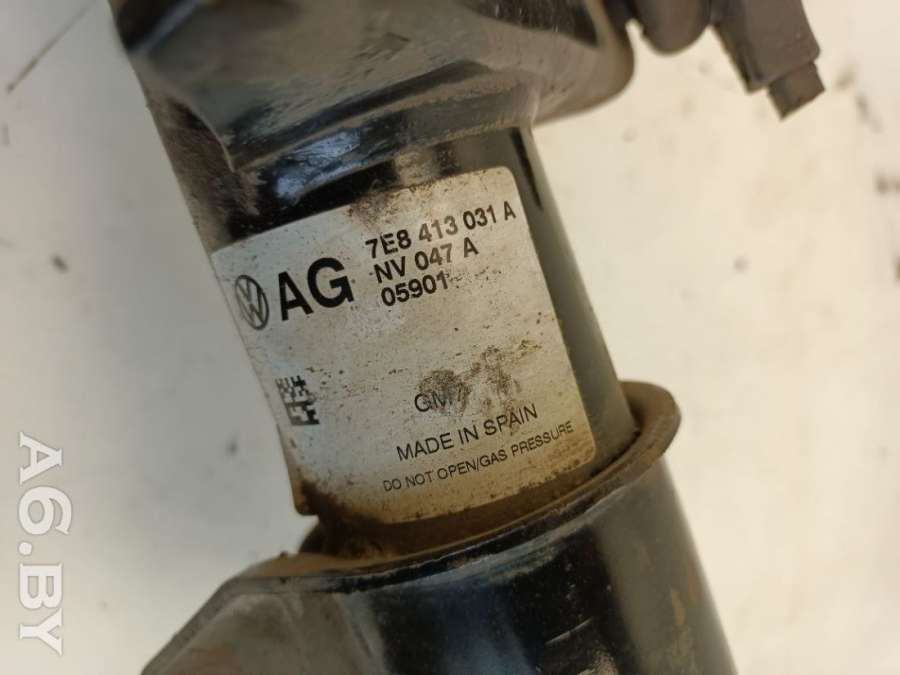 7E8 413 031 A
AG NV 047 A
05901
MADE IN SPAIN
DO NOT OPEN/GAS PRESSURE
A6.BY